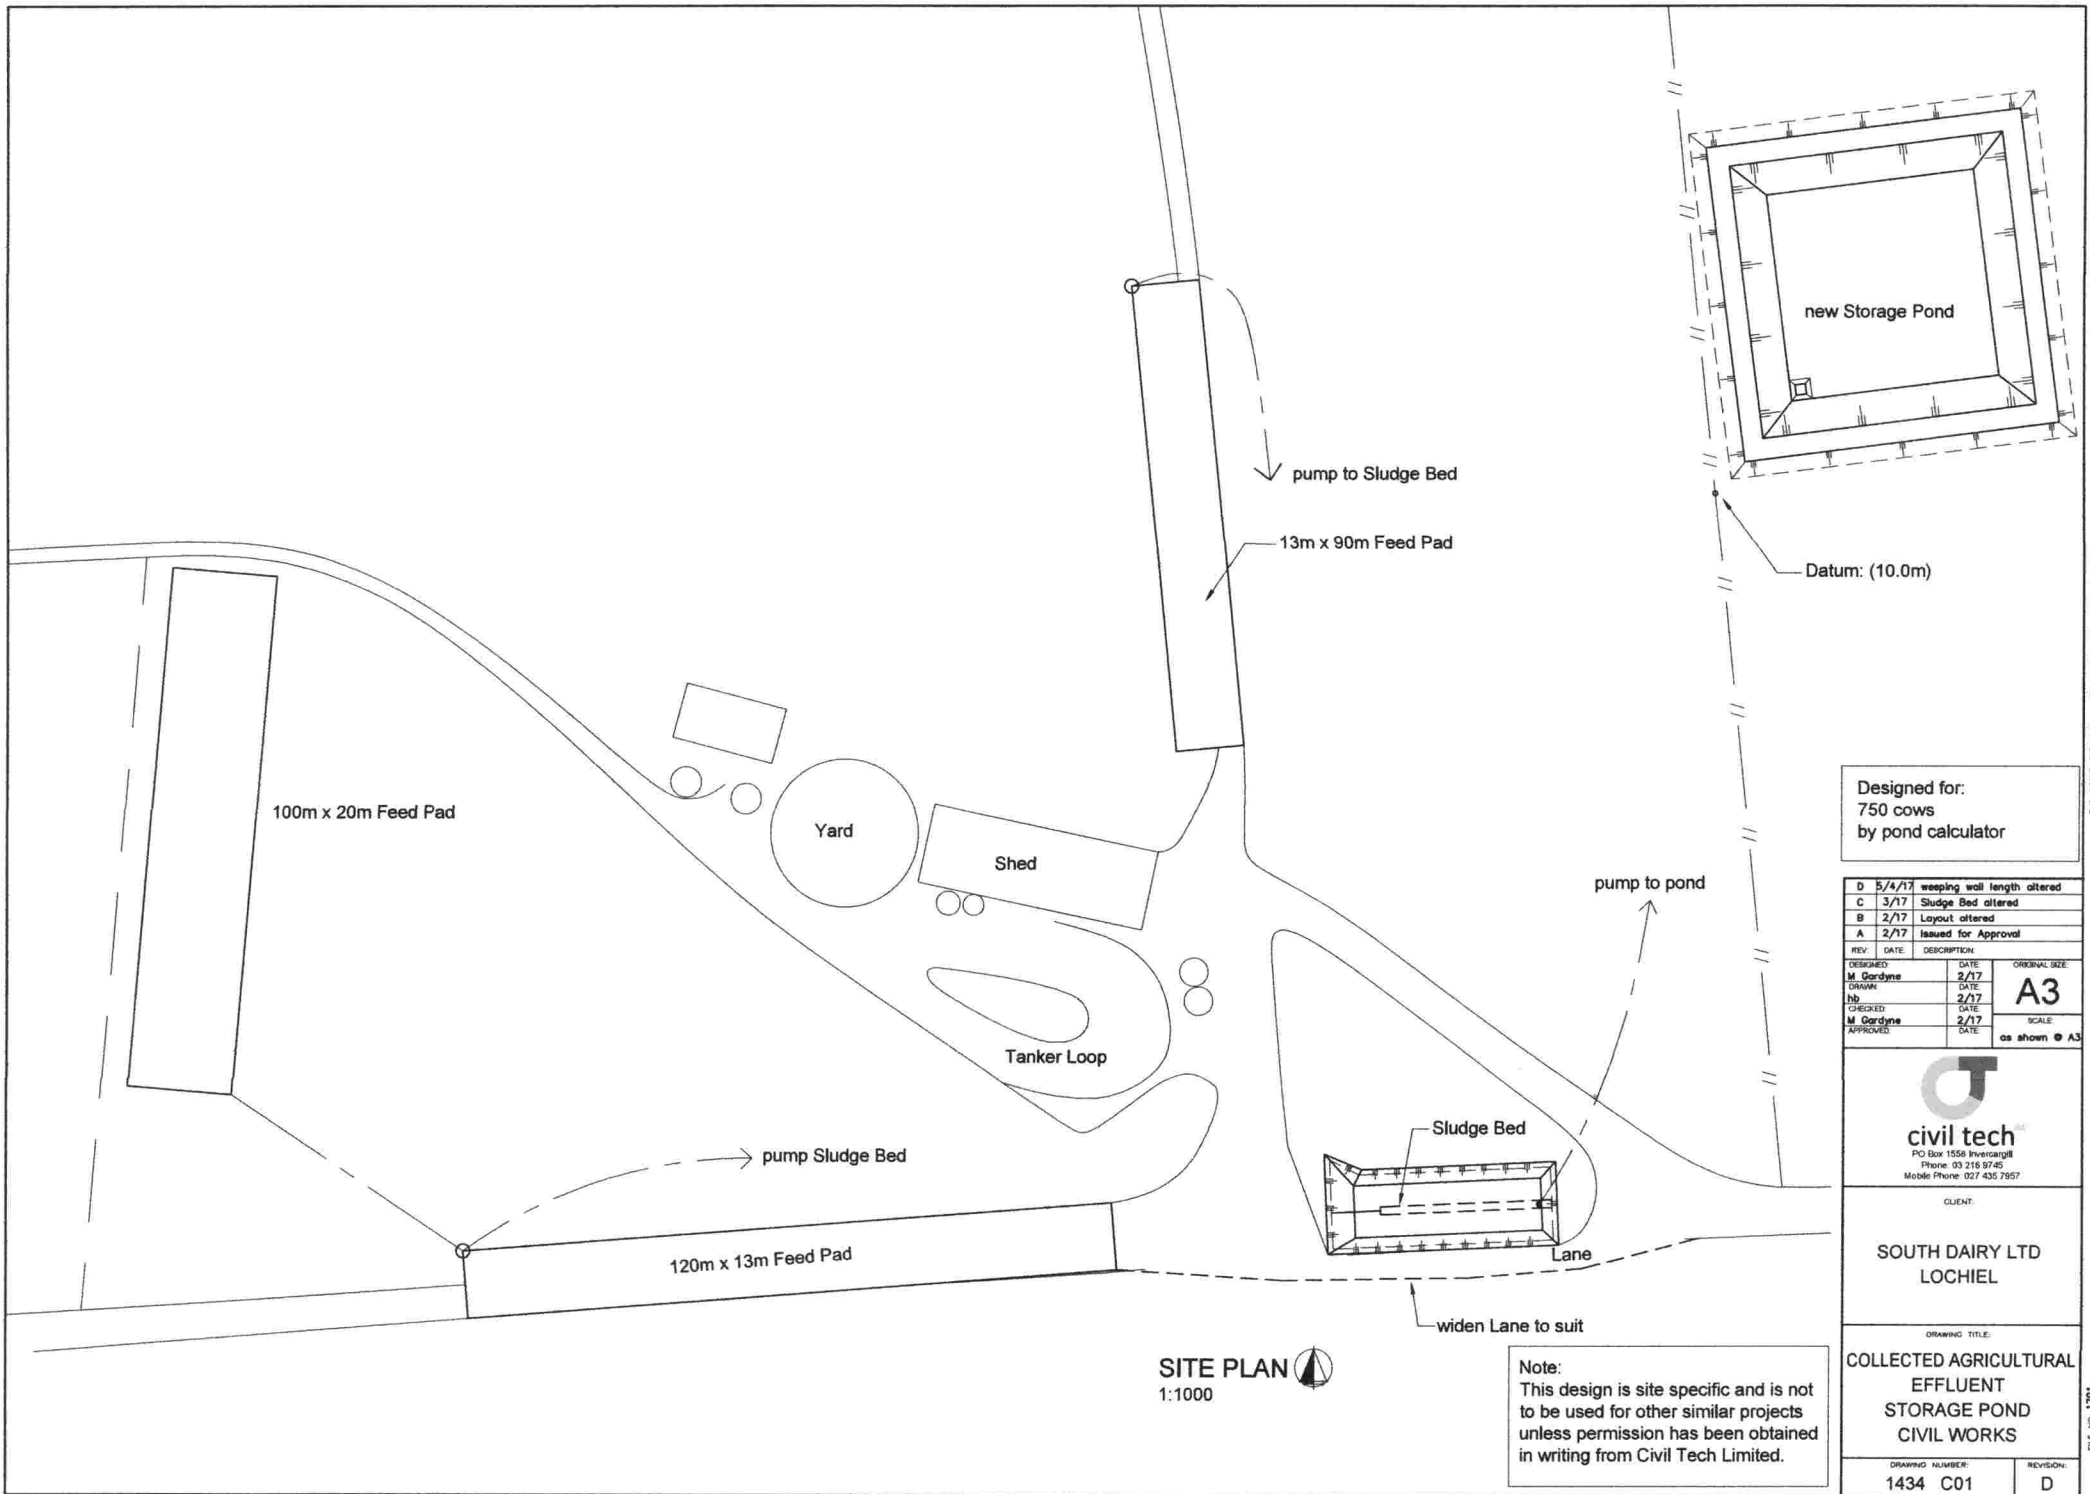 new Storage Pond
pump to Sludge Bed
13m x 90m Feed Pad
Datum: (10.0m)
100m x 20m Feed Pad
Yard
Shed
Tanker Loop
pump to pond
Sludge Bed
pump Sludge Bed
120m x 13m Feed Pad
Lane
widen Lane to suit
SITE PLAN
1:1000
Note:
This design is site specific and is not
to be used for other similar projects
unless permission has been obtained
in writing from Civil Tech Limited.
Designed for:
750 cows
by pond calculator
D 5/4/17 weeping wall length altered
C 3/17 Sludge Bed altered
B 2/17 Layout altered
A 2/17 Issued for Approval
REV: DATE: DESCRIPTION:
DESIGNED: DATE: ORIGINAL SIZE:
M Gardyne 2/17 A3
DRAWN: DATE:
hb 2/17
CHECKED: DATE:
M Gardyne 2/17 SCALE:
APPROVED: DATE: as shown @ A3
civil tech
PO Box 1556 Invercargill
Phone: 03 216 9745
Mobile Phone: 027 435 7957
CLIENT:
SOUTH DAIRY LTD
LOCHIEL
DRAWING TITLE:
COLLECTED AGRICULTURAL
EFFLUENT
STORAGE POND
CIVIL WORKS
DRAWING NUMBER: REVISION:
1434 C01 D